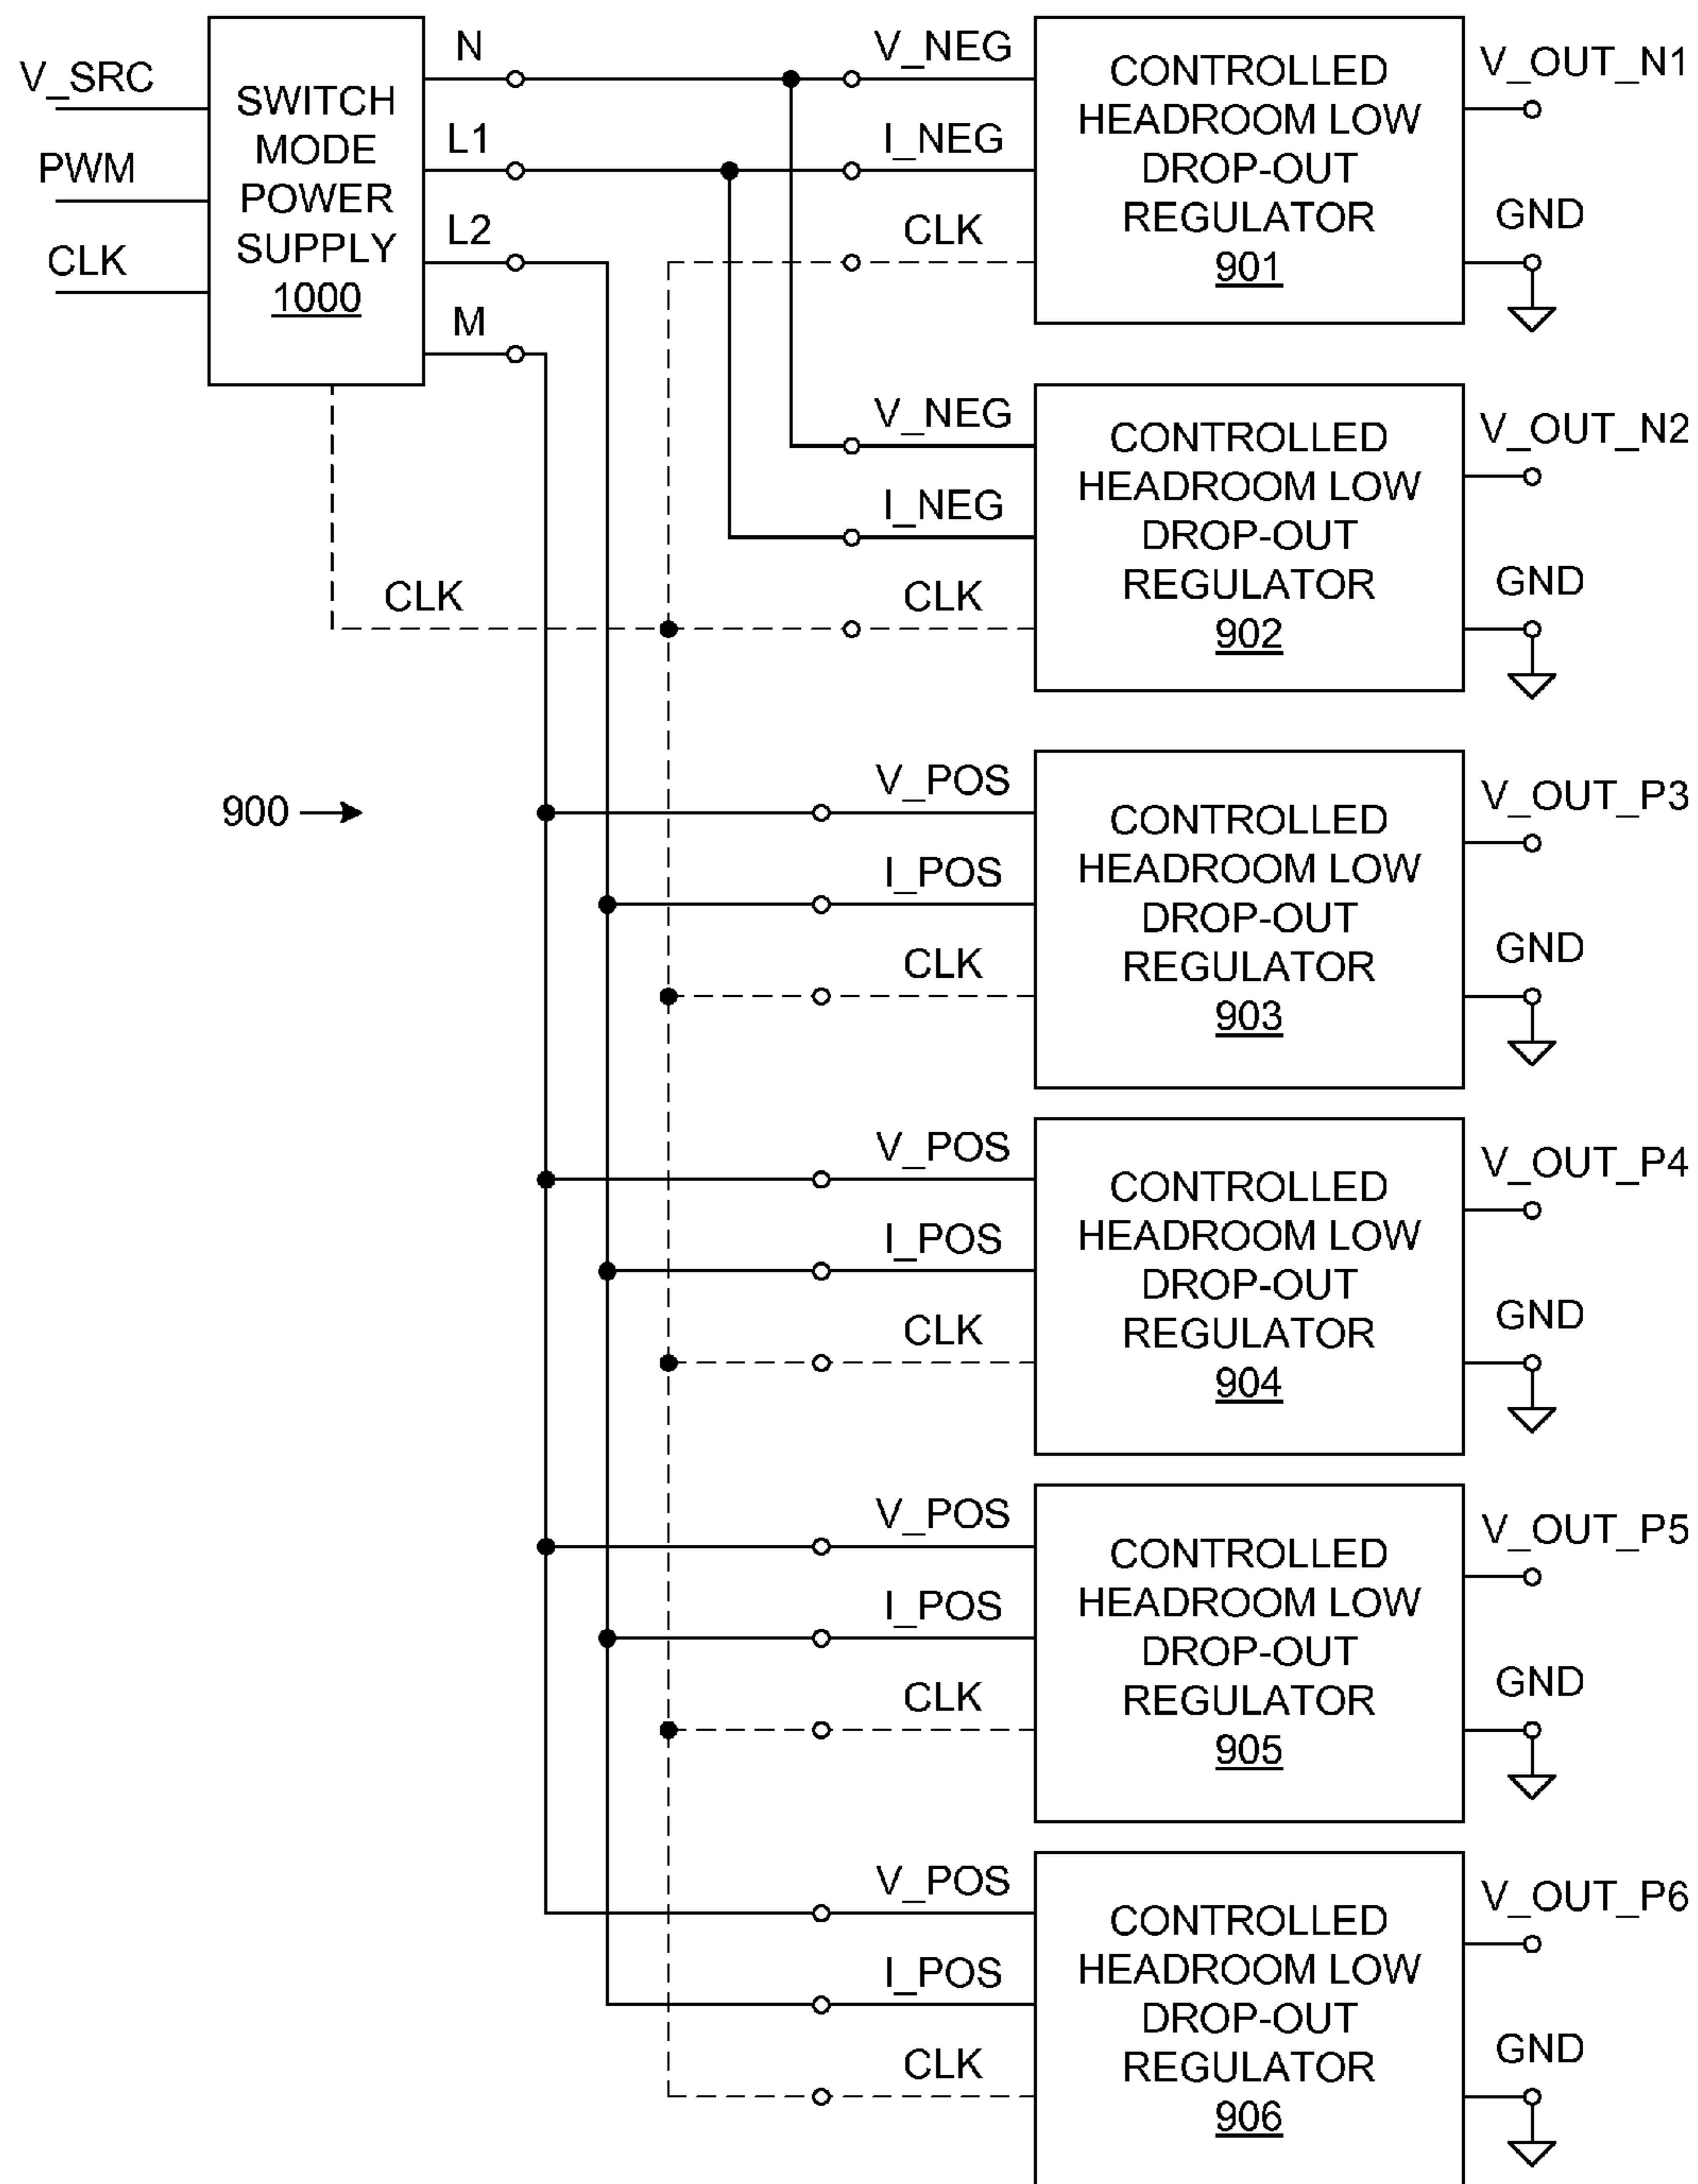 V_SRC
PWM
CLK
SWITCH
MODE
POWER
SUPPLY
1000
N
L1
L2
M
CLK
900
V_NEG
I_NEG
CLK
CONTROLLED
HEADROOM LOW
DROP-OUT
REGULATOR
901
V_OUT_N1
GND
V_NEG
I_NEG
CLK
CONTROLLED
HEADROOM LOW
DROP-OUT
REGULATOR
902
V_OUT_N2
GND
V_POS
I_POS
CLK
CONTROLLED
HEADROOM LOW
DROP-OUT
REGULATOR
903
V_OUT_P3
GND
V_POS
I_POS
CLK
CONTROLLED
HEADROOM LOW
DROP-OUT
REGULATOR
904
V_OUT_P4
GND
V_POS
I_POS
CLK
CONTROLLED
HEADROOM LOW
DROP-OUT
REGULATOR
905
V_OUT_P5
GND
V_POS
I_POS
CLK
CONTROLLED
HEADROOM LOW
DROP-OUT
REGULATOR
906
V_OUT_P6
GND